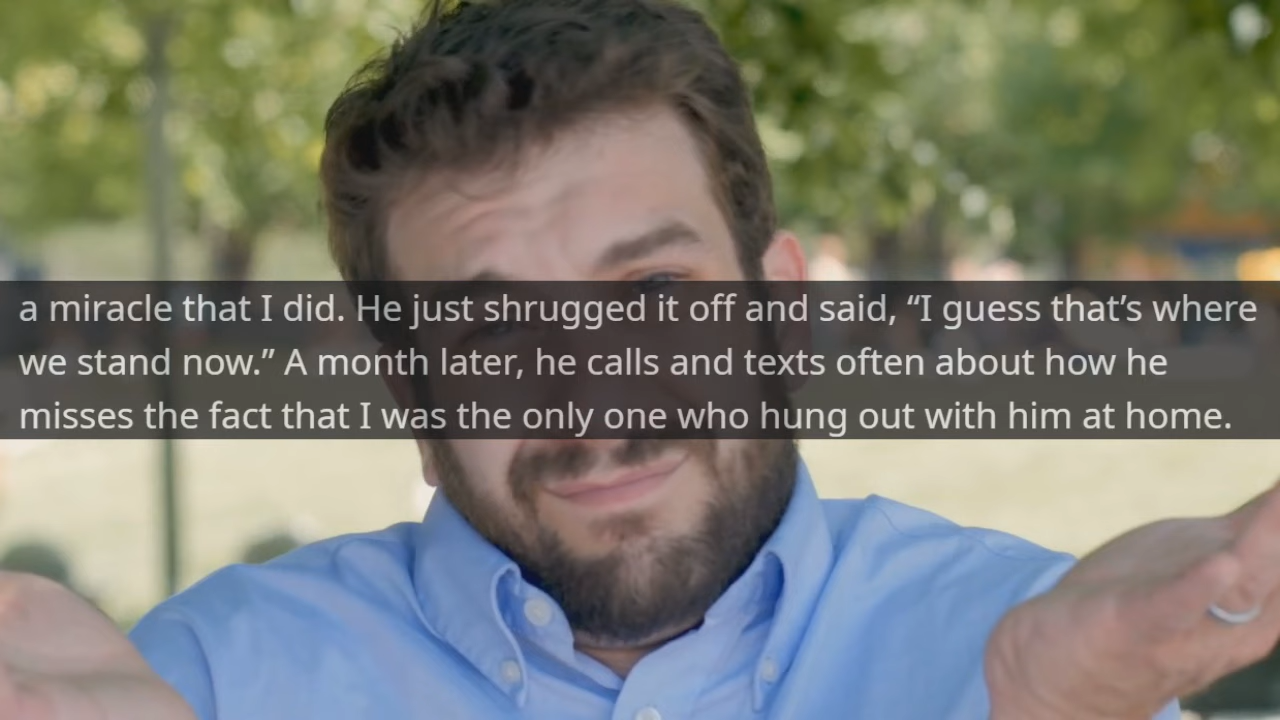 a miracle that I did. He just shrugged it off and said, “I guess that’s where
we stand now.” A month later, he calls and texts often about how he
misses the fact that I was the only one who hung out with him at home.